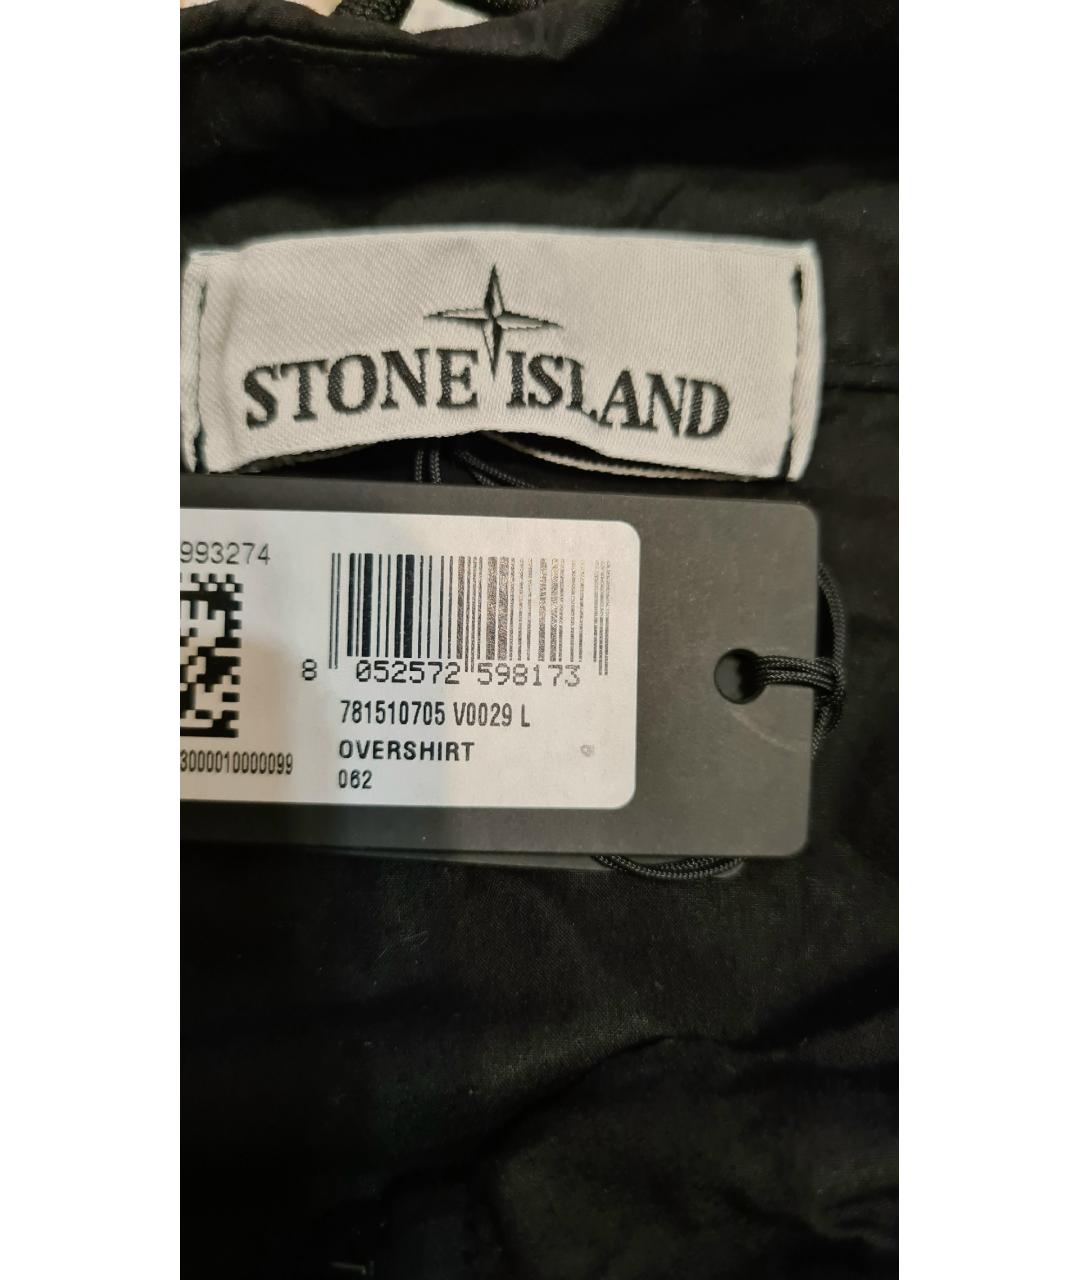 STONE ISLAND
993274
8 052572 598173
781510705 V0029 L
OVERSHIRT
3000010000099
062